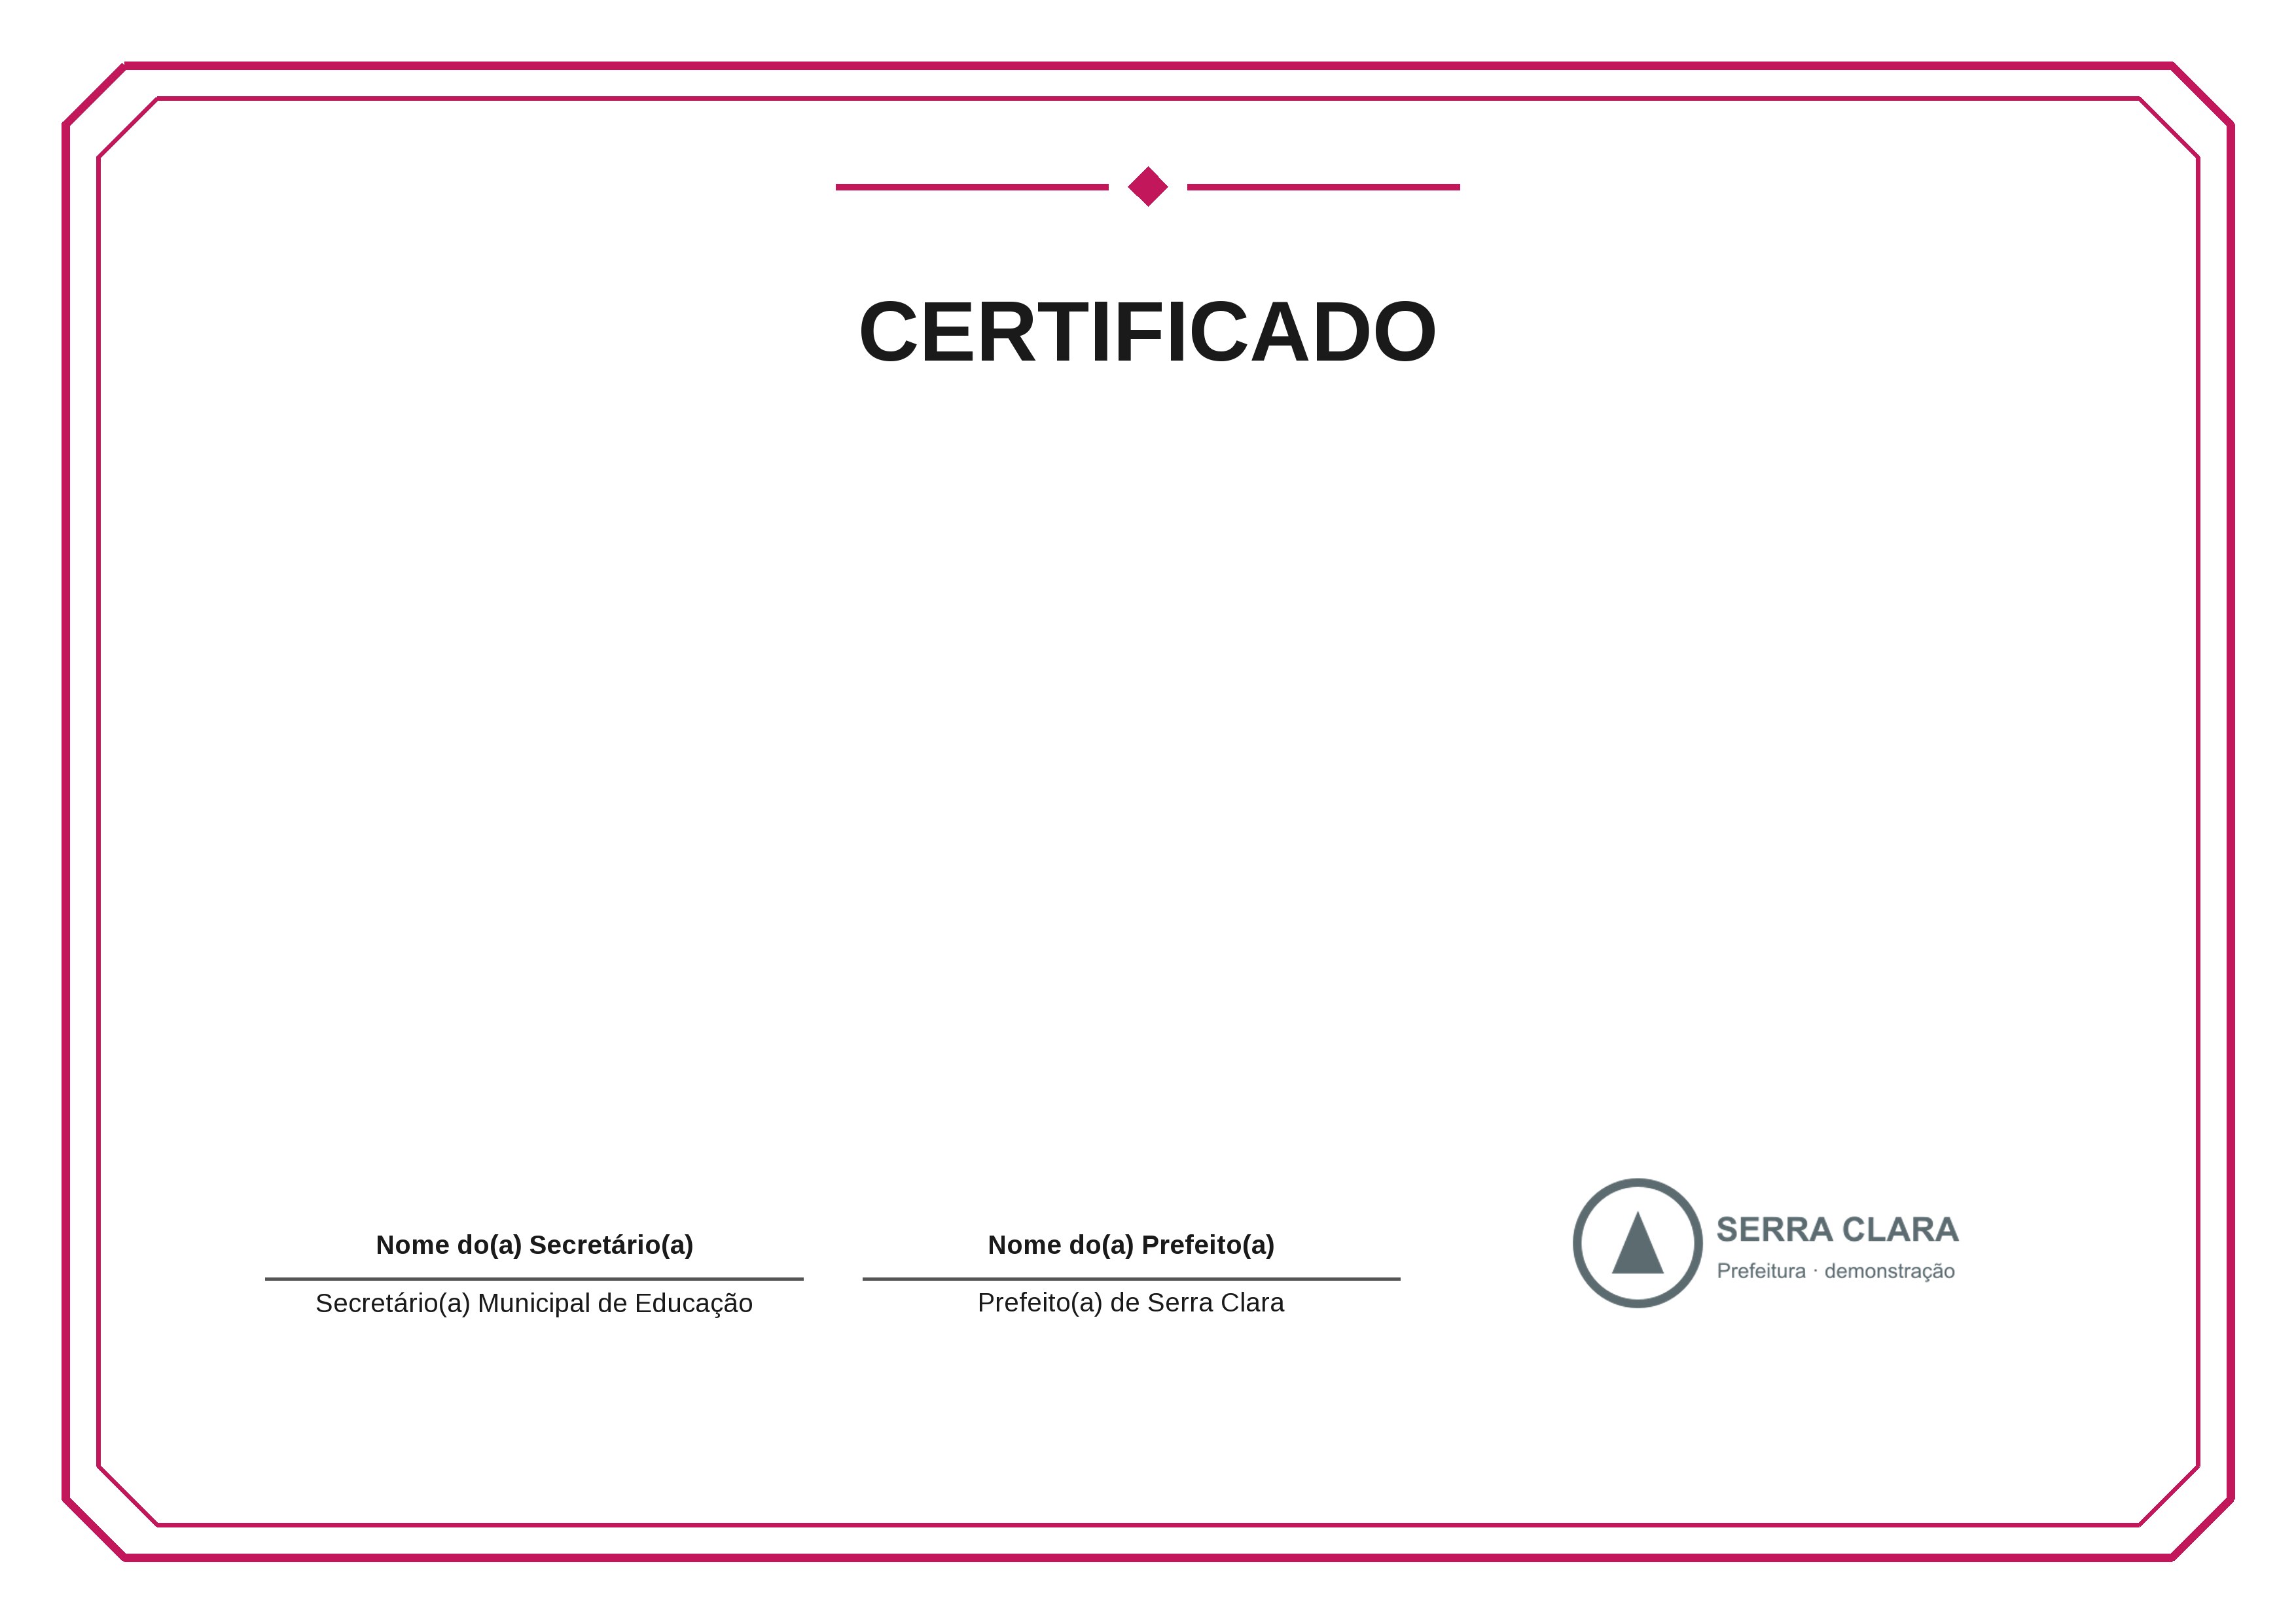 CERTIFICADO
Nome do(a) Secretário(a)
Secretário(a) Municipal de Educação
Nome do(a) Prefeito(a)
Prefeito(a) de Serra Clara
SERRA CLARA
Prefeitura · demonstração